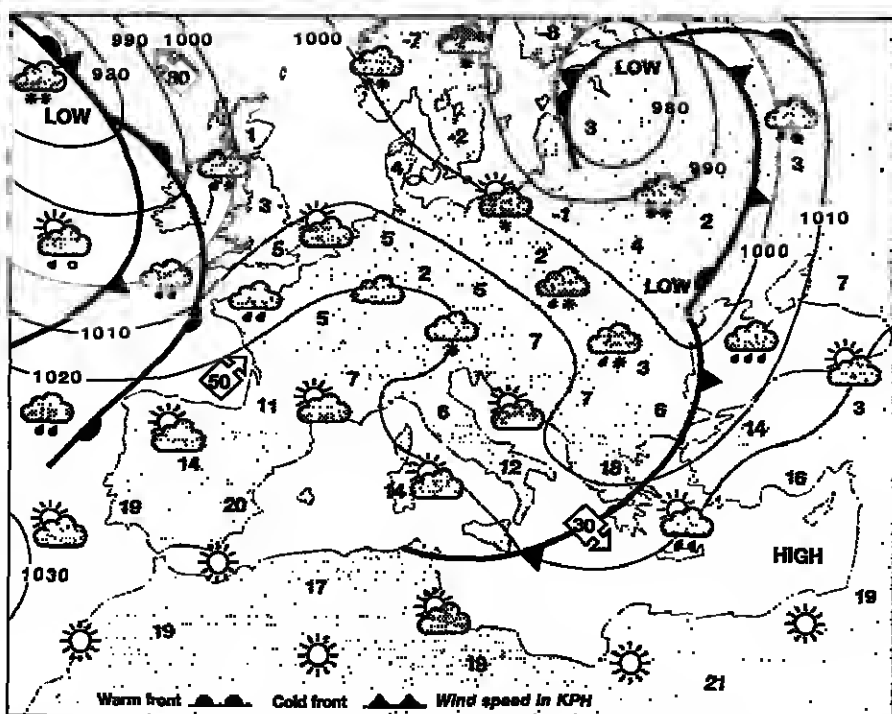 990 1000 1000 -7 -2 -8
980 80 LOW
LOW 980
1 -2 3
4 990 3
3 -1 2 1010
5 5 2 4 1000
2 5 LOW 7
1010 5
7 3
1020 50 7 7 3
11 6 6 14
14 12 18 16
19 20 14
30
HIGH
1030 17 19
19 19
21
Warm front Cold front Wind speed in KPH